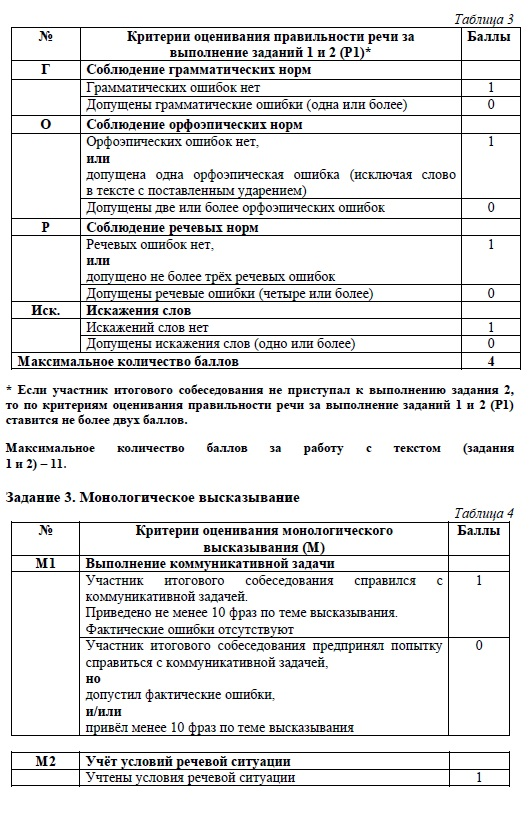 Таблица 3
№ Критерии оценивания правильности речи за Баллы
выполнение заданий 1 и 2 (Р1)*
Г Соблюдение грамматических норм
Грамматических ошибок нет 1
Допущены грамматические ошибки (одна или более) 0
О Соблюдение орфоэпических норм
Орфоэпических ошибок нет, 1
или
допущена одна орфоэпическая ошибка (исключая слово
в тексте с поставленным ударением)
Допущены две или более орфоэпических ошибок 0
Р Соблюдение речевых норм
Речевых ошибок нет, 1
или
допущено не более трёх речевых ошибок
Допущены речевые ошибки (четыре или более) 0
Иск. Искажения слов
Искажений слов нет 1
Допущены искажения слов (одно или более) 0
Максимальное количество баллов 4
* Если участник итогового собеседования не приступал к выполнению задания 2,
то по критериям оценивания правильности речи за выполнение заданий 1 и 2 (Р1)
ставится не более двух баллов.
Максимальное количество баллов за работу с текстом (задания
1 и 2) – 11.
Задание 3. Монологическое высказывание
Таблица 4
№ Критерии оценивания монологического Баллы
высказывания (М)
М1 Выполнение коммуникативной задачи
Участник итогового собеседования справился с 1
коммуникативной задачей.
Приведено не менее 10 фраз по теме высказывания.
Фактические ошибки отсутствуют
Участник итогового собеседования предпринял попытку 0
справиться с коммуникативной задачей,
но
допустил фактические ошибки,
и/или
привёл менее 10 фраз по теме высказывания
М2 Учёт условий речевой ситуации
Учтены условия речевой ситуации 1